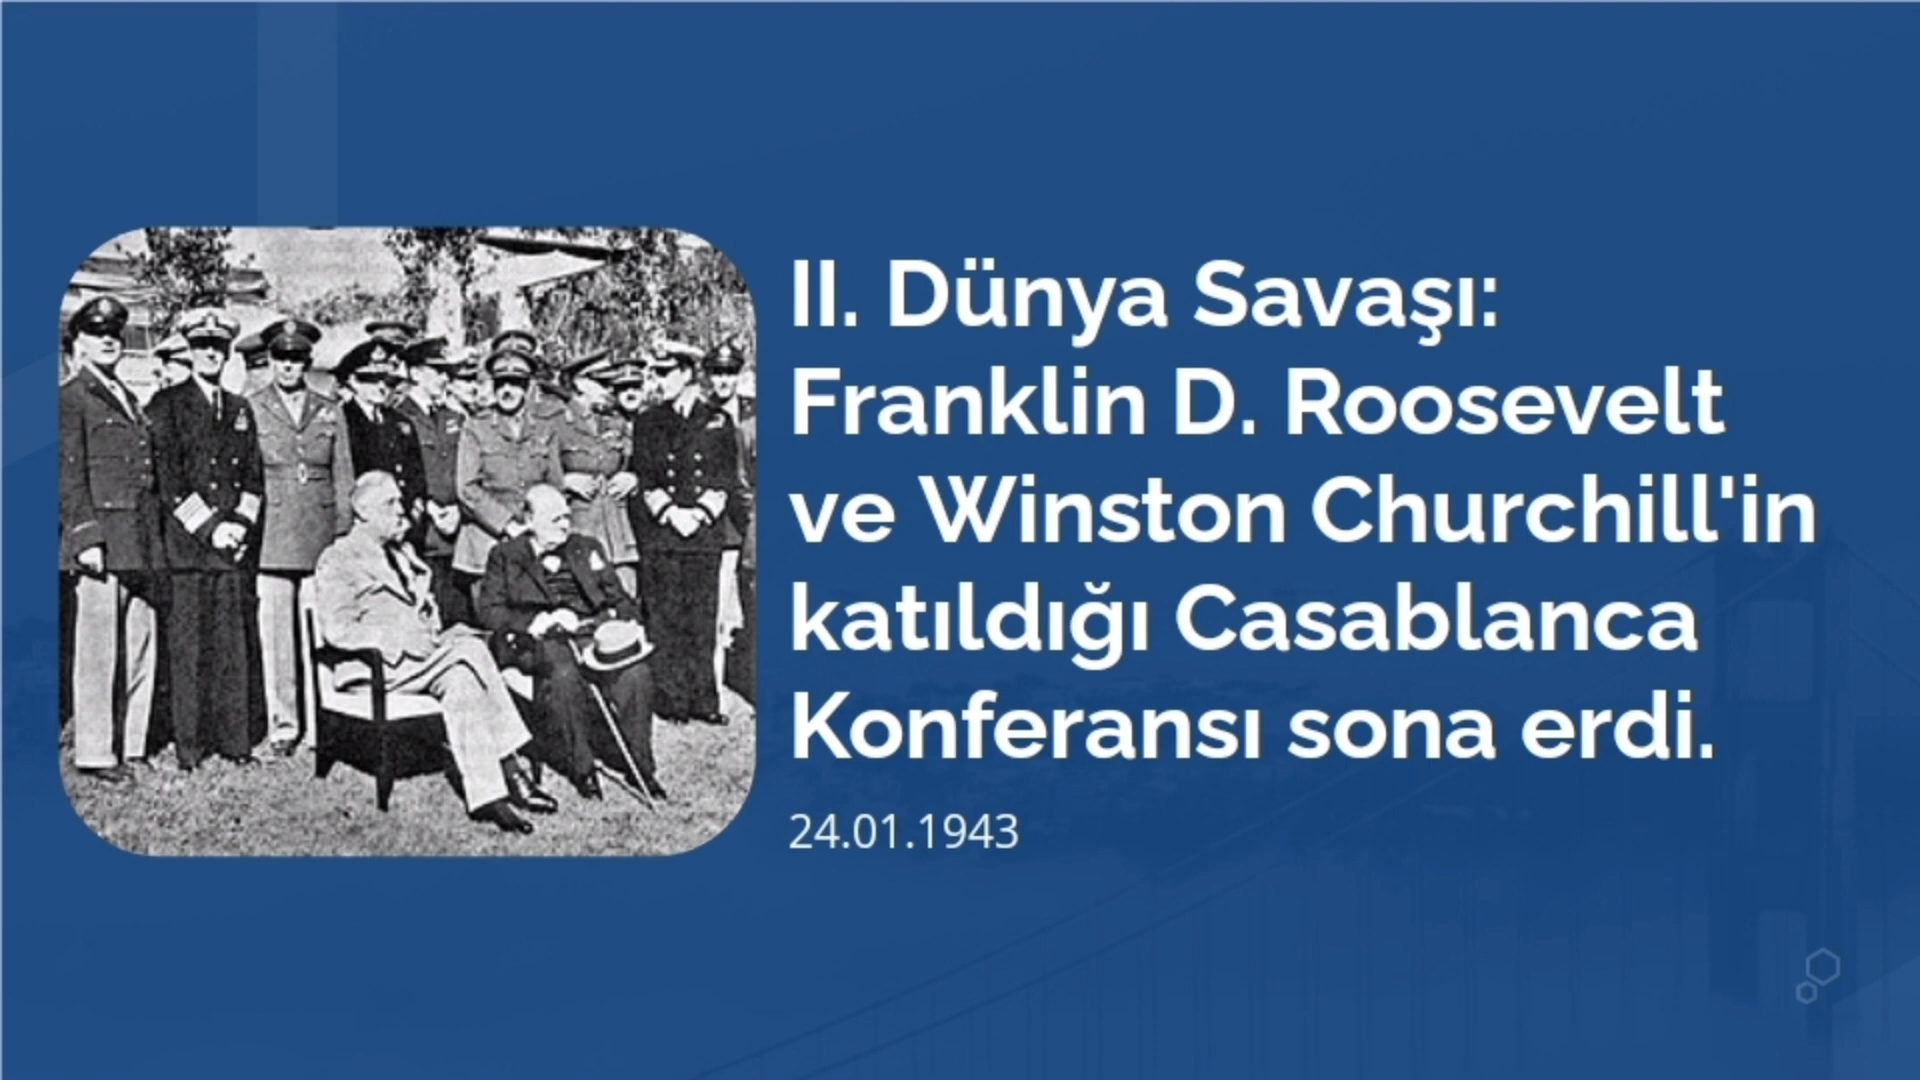 II. Dünya Savaşı:
Franklin D. Roosevelt
ve Winston Churchill'in
katıldığı Casablanca
Konferansı sona erdi.
24.01.1943